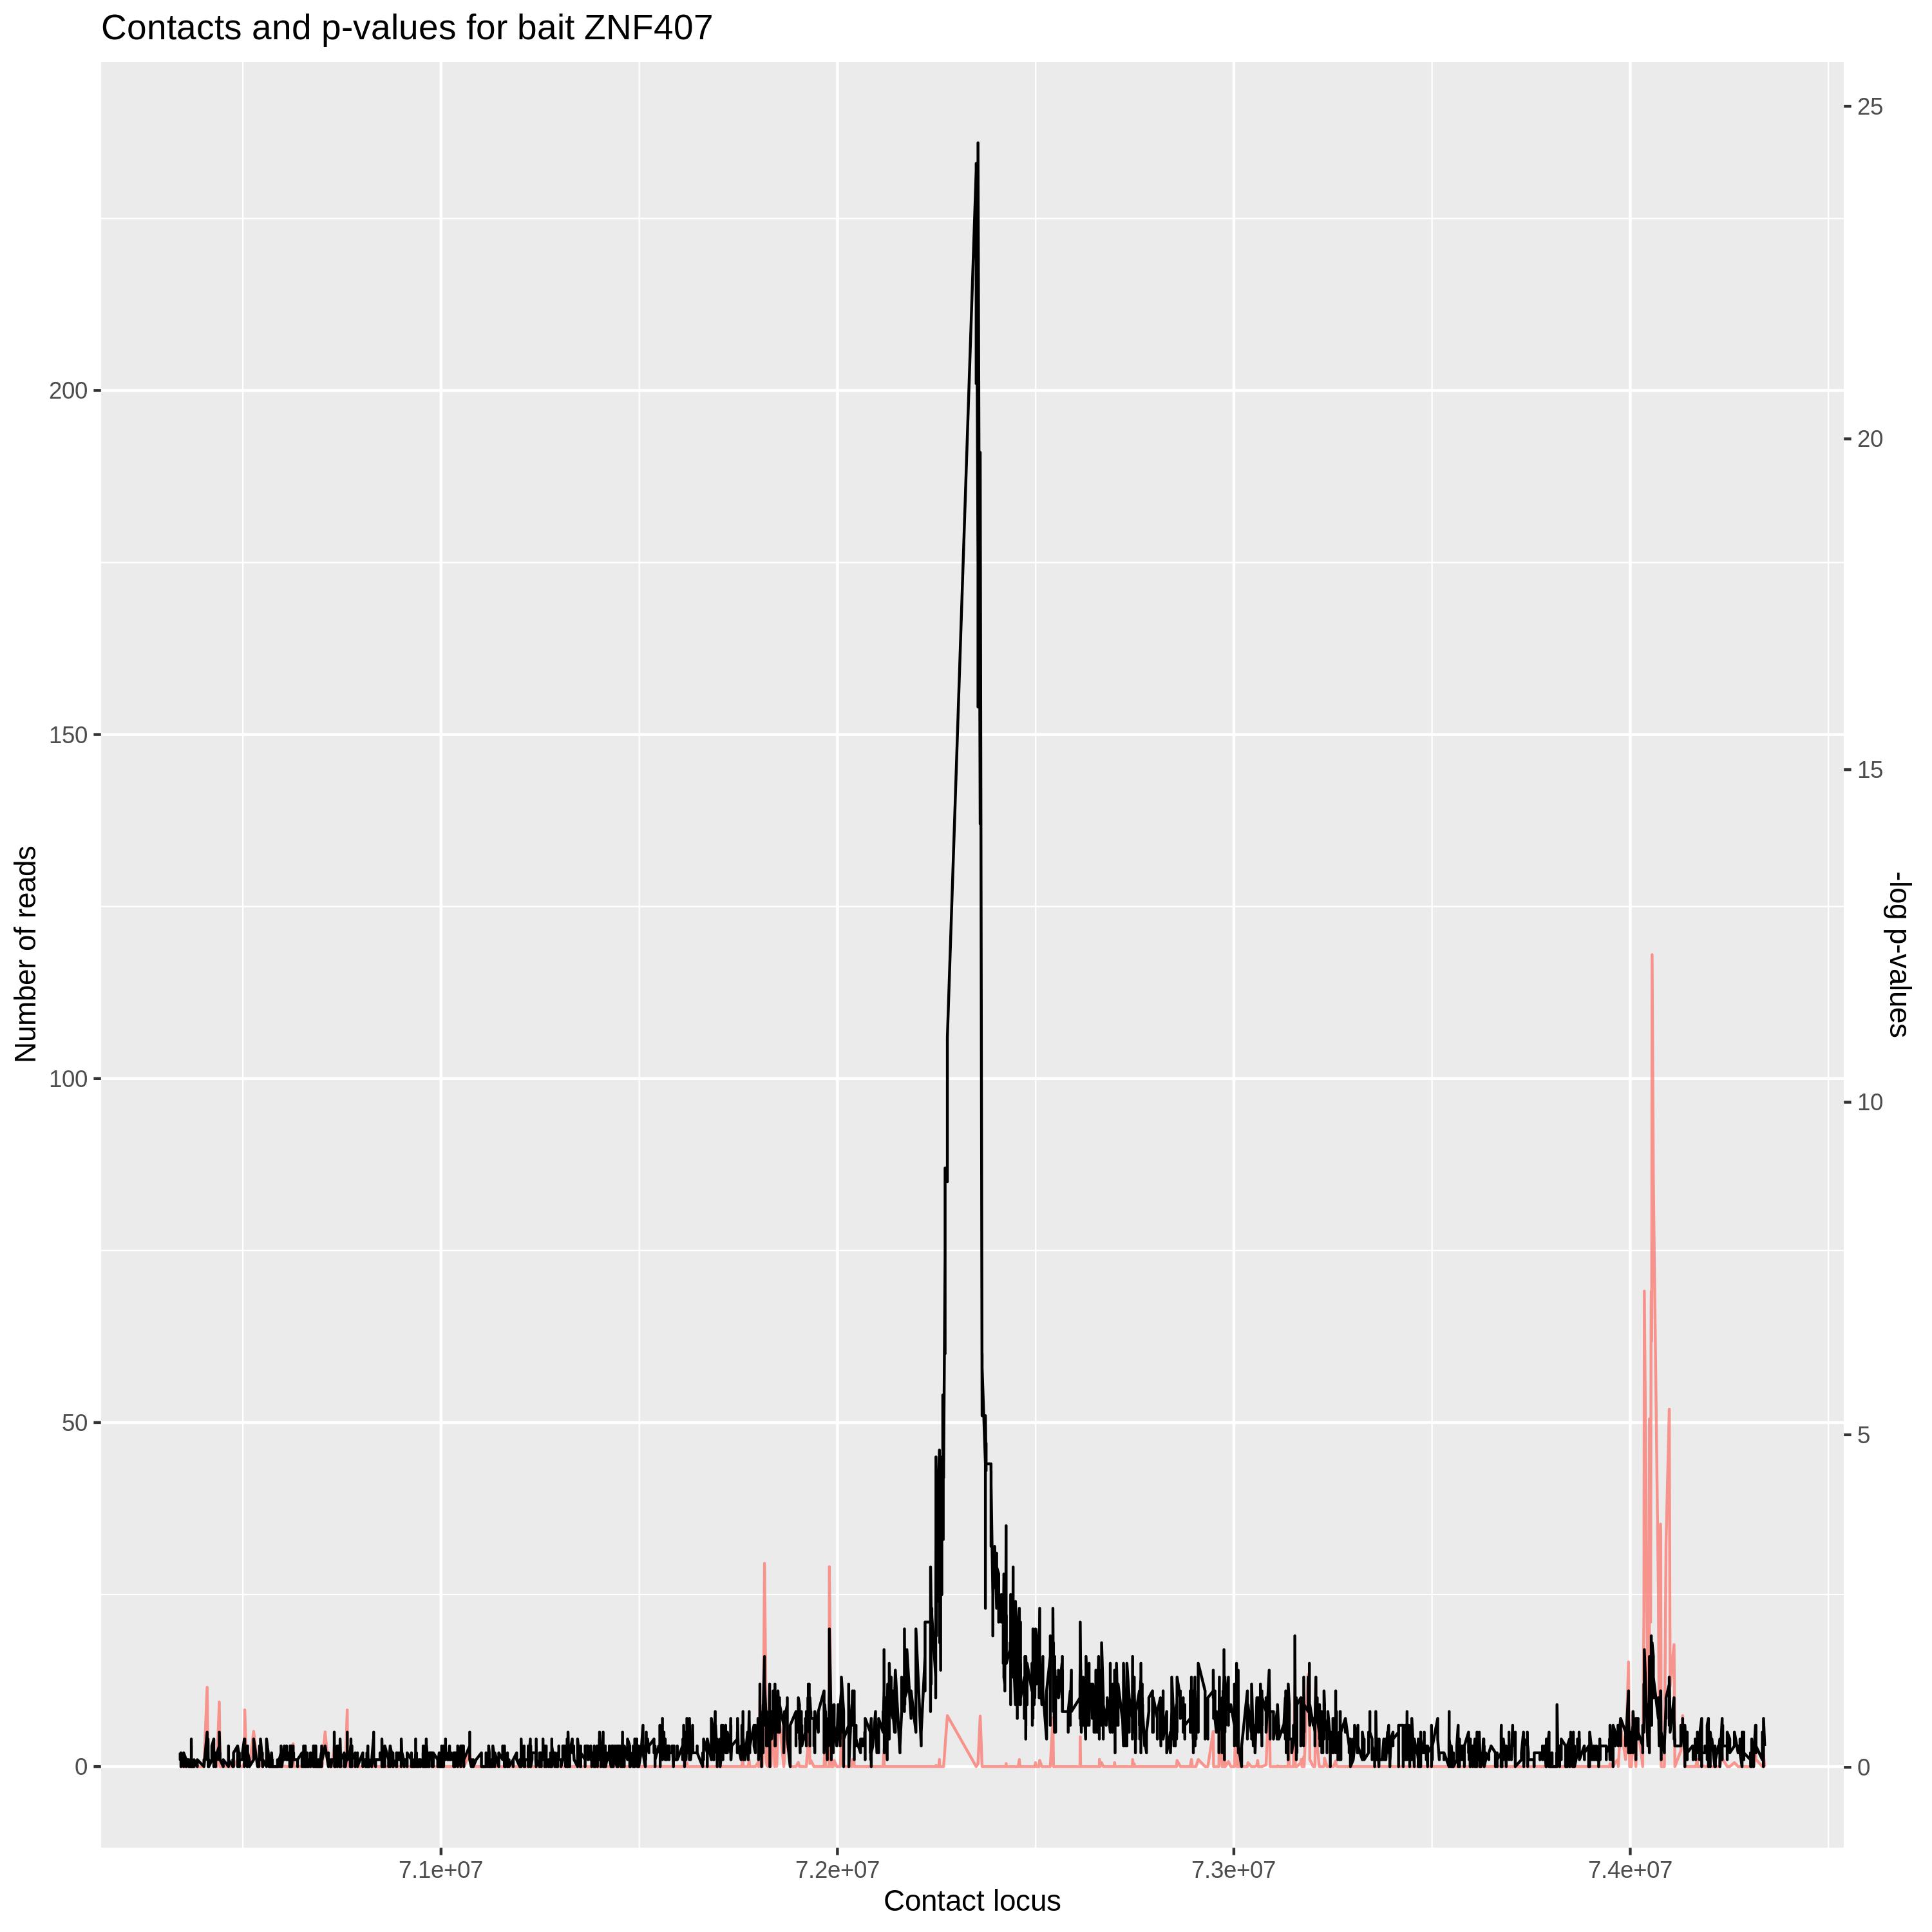 Contacts and p-values for bait ZNF407
25
20
15
10
5
0
200
150
100
50
0
Number of reads
-log p-values
7.1e+07 7.2e+07 7.3e+07 7.4e+07
Contact locus